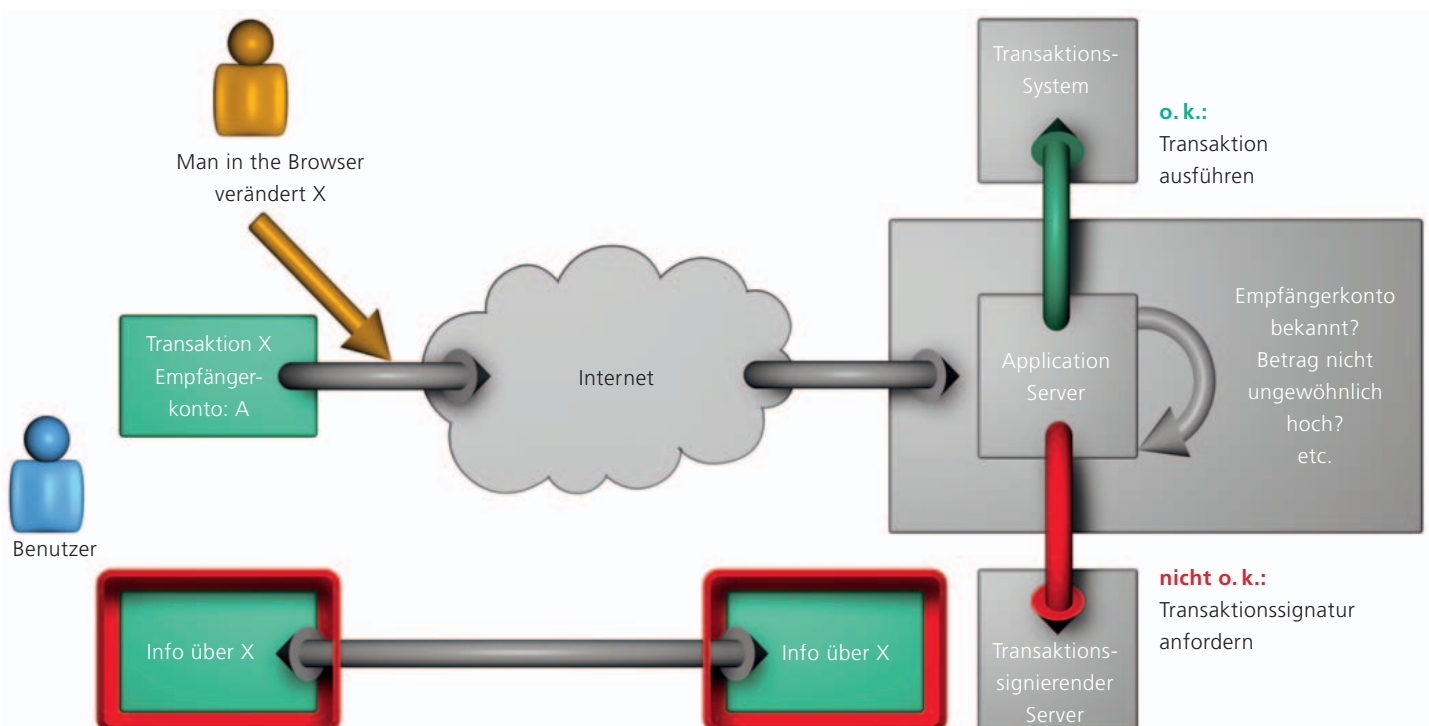 Man in the Browser
verändert X
Transaktion X
Empfänger-
konto: A
Benutzer
Internet
Transaktions-
System
o. k.:
Transaktion
ausführen
Application
Server
Empfängerkonto
bekannt?
Betrag nicht
ungewöhnlich
hoch?
etc.
Info über X
Info über X
Transaktions-
signierender
Server
nicht o. k.:
Transaktionssignatur
anfordern